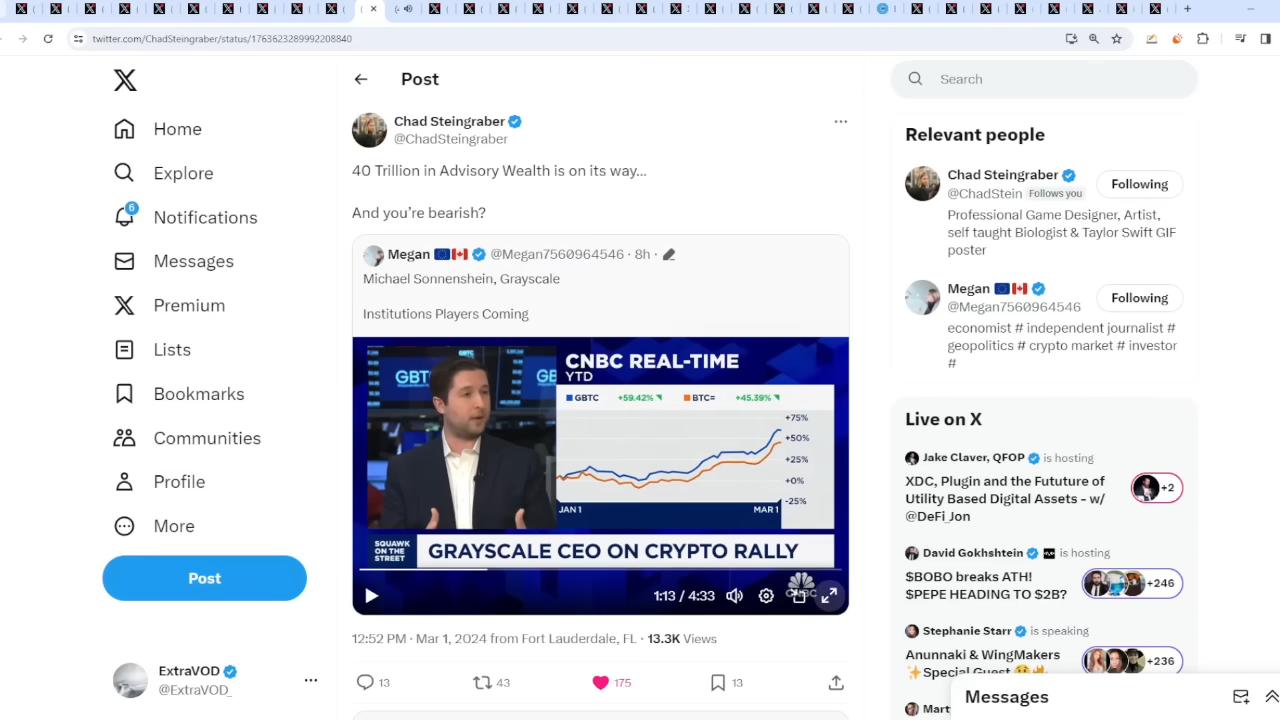 twitter.com/ChadSteingraber/status/1763623289992208840
Home
Explore
6
Notifications
Messages
Premium
Lists
Bookmarks
Communities
Profile
More
Post
ExtraVOD
@ExtraVOD_
Post
Chad Steingraber
@ChadSteingraber
40 Trillion in Advisory Wealth is on its way...
And you're bearish?
Megan @Megan7560964546 · 8h ·
Michael Sonnenshein, Grayscale
Institutions Players Coming
GBTC
GB
CNBC REAL-TIME
YTD
GBTC +59.42% BTC= +45.39%
+75%
+50%
+25%
+0%
-25%
JAN 1 MAR 1
SQUAWK ON THE STREET
GRAYSCALE CEO ON CRYPTO RALLY
CNBC
1:13 / 4:33
12:52 PM · Mar 1, 2024 from Fort Lauderdale, FL · 13.3K Views
13 43 175 13
Search
Relevant people
Chad Steingraber
@ChadStein Follows you
Following
Professional Game Designer, Artist,
self taught Biologist & Taylor Swift GIF
poster
Megan
@Megan7560964546
Following
economist # independent journalist #
geopolitics # crypto market # investor
#
Live on X
Jake Claver, QFOP is hosting
XDC, Plugin and the Fututure of
Utility Based Digital Assets - w/
@DeFi_Jon
+2
David Gokhshtein is hosting
$BOBO breaks ATH!
$PEPE HEADING TO $2B?
+246
Stephanie Starr is speaking
Anunnaki & WingMakers
Special Guest
+236
Messages